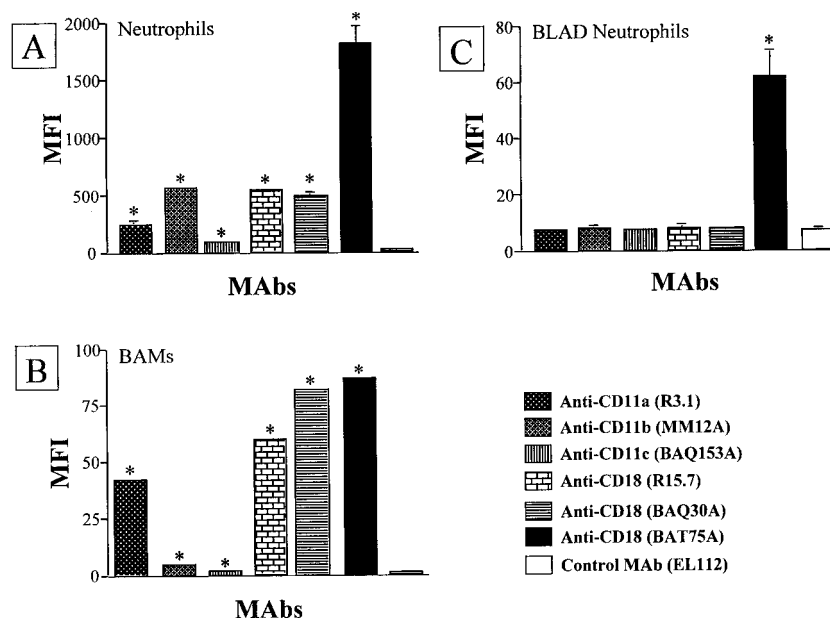 A
Neutrophils
2000
1500
1000
500
0
MFI
*
*
*
*
*
*
MAbs
C
BLAD Neutrophils
80
60
40
20
0
MFI
*
MAbs
B
BAMs
100
75
50
25
0
MFI
*
*
*
*
*
*
MAbs
Anti-CD11a (R3.1)
Anti-CD11b (MM12A)
Anti-CD11c (BAQ153A)
Anti-CD18 (R15.7)
Anti-CD18 (BAQ30A)
Anti-CD18 (BAT75A)
Control MAb (EL112)